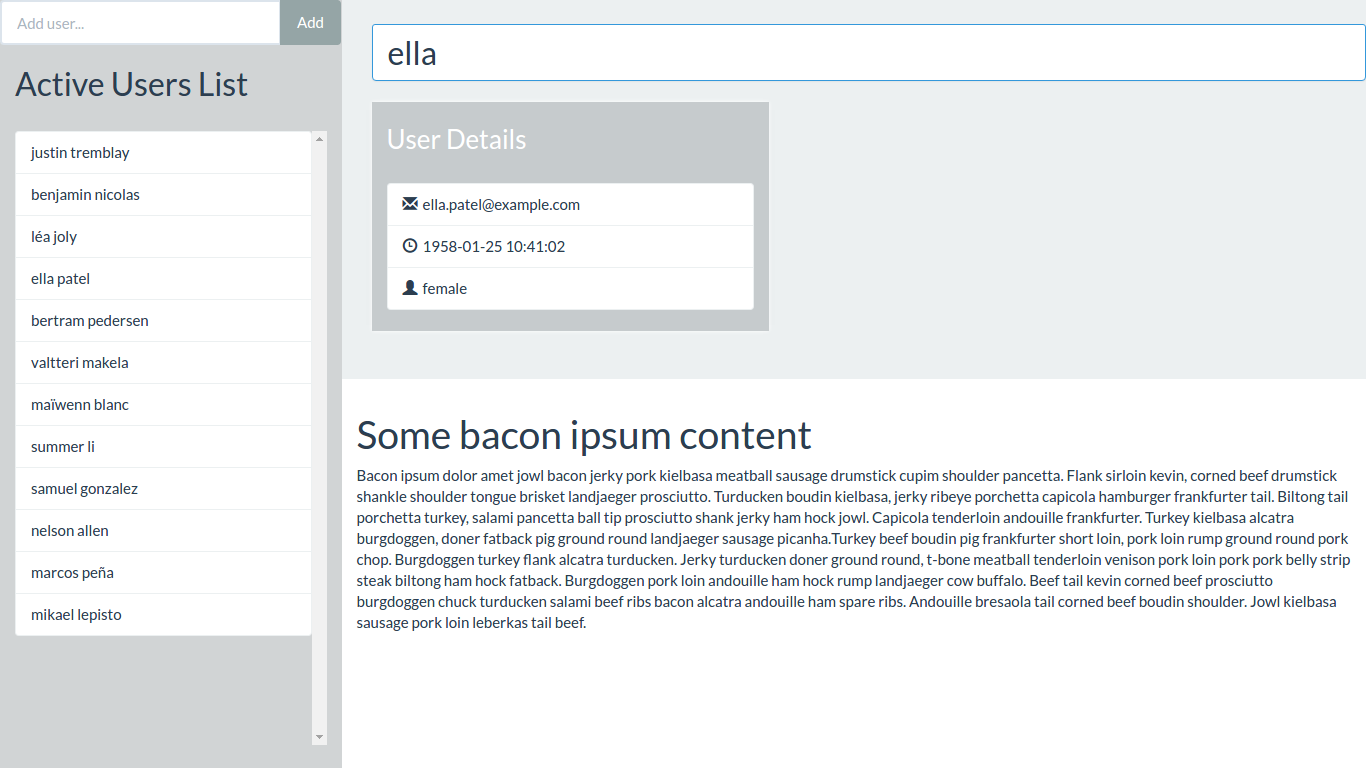 Add user...
Add
Active Users List
justin tremblay
benjamin nicolas
léa joly
ella patel
bertram pedersen
valtteri makela
maïwenn blanc
summer li
samuel gonzalez
nelson allen
marcos peña
mikael lepisto
ella
User Details
ella.patel@example.com
1958-01-25 10:41:02
female
Some bacon ipsum content
Bacon ipsum dolor amet jowl bacon jerky pork kielbasa meatball sausage drumstick cupim shoulder pancetta. Flank sirloin kevin, corned beef drumstick
shankle shoulder tongue brisket landjaeger prosciutto. Turducken boudin kielbasa, jerky ribeye porchetta capicola hamburger frankfurter tail. Biltong tail
porchetta turkey, salami pancetta ball tip prosciutto shank jerky ham hock jowl. Capicola tenderloin andouille frankfurter. Turkey kielbasa alcatra
burgdoggen, doner fatback pig ground round landjaeger sausage picanha.Turkey beef boudin pig frankfurter short loin, pork loin rump ground round pork
chop. Burgdoggen turkey flank alcatra turducken. Jerky turducken doner ground round, t-bone meatball tenderloin venison pork loin pork pork belly strip
steak biltong ham hock fatback. Burgdoggen pork loin andouille ham hock rump landjaeger cow buffalo. Beef tail kevin corned beef prosciutto
burgdoggen chuck turducken salami beef ribs bacon alcatra andouille ham spare ribs. Andouille bresaola tail corned beef boudin shoulder. Jowl kielbasa
sausage pork loin leberkas tail beef.